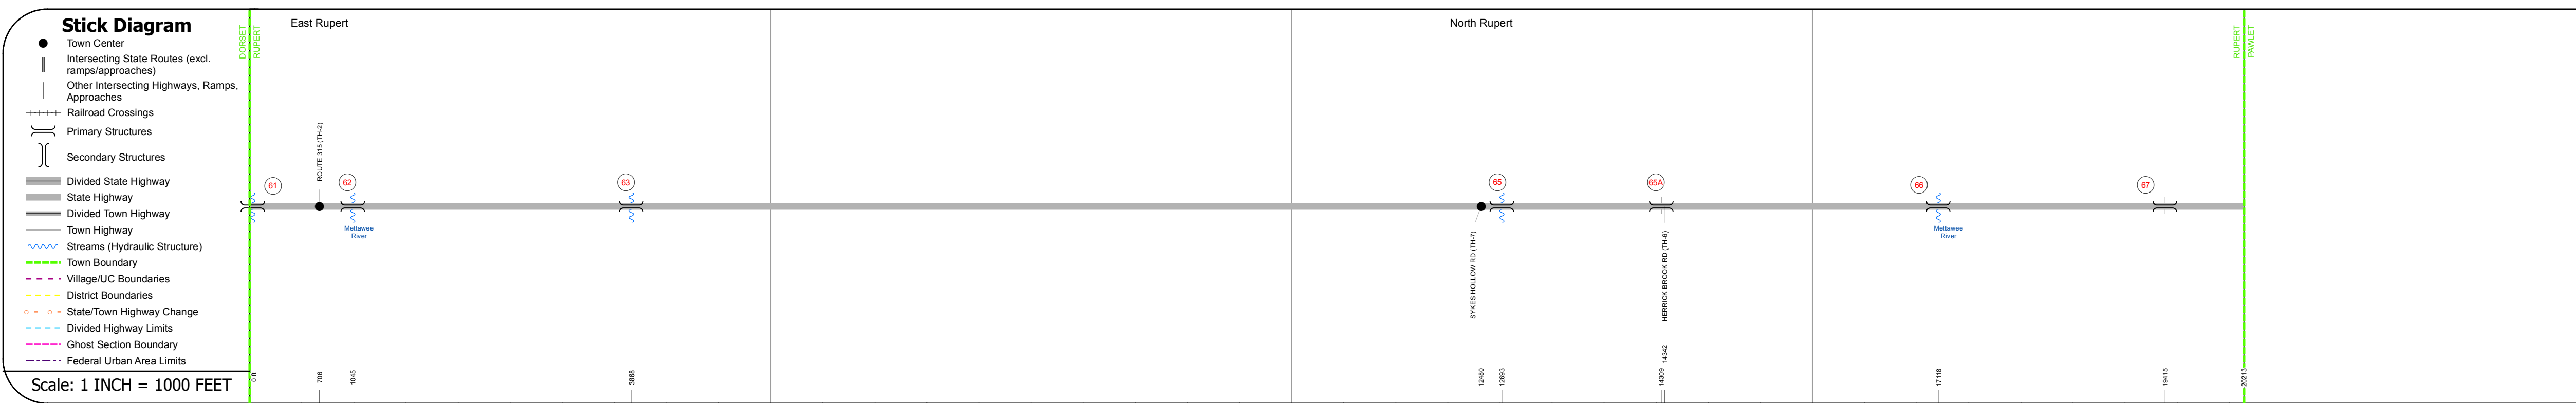 Stick Diagram
Town Center
Intersecting State Routes (excl.
ramps/approaches)
Other Intersecting Highways, Ramps,
Approaches
Railroad Crossings
Primary Structures
Secondary Structures
Divided State Highway
State Highway
Divided Town Highway
Town Highway
Streams (Hydraulic Structure)
Town Boundary
Village/UC Boundaries
District Boundaries
State/Town Highway Change
Divided Highway Limits
Ghost Section Boundary
Federal Urban Area Limits
Scale: 1 INCH = 1000 FEET
DORSET
RUPERT
East Rupert
North Rupert
RUPERT
PAWLET
ROUTE 315 (TH-2)
61
62
63
65
65A
66
67
Mettawee
River
SYKES HOLLOW RD (TH-7)
HERRICK BROOK RD (TH-6)
Mettawee
River
0 ft
706
1045
3868
12480
12693
14309
14342
17118
19415
20213